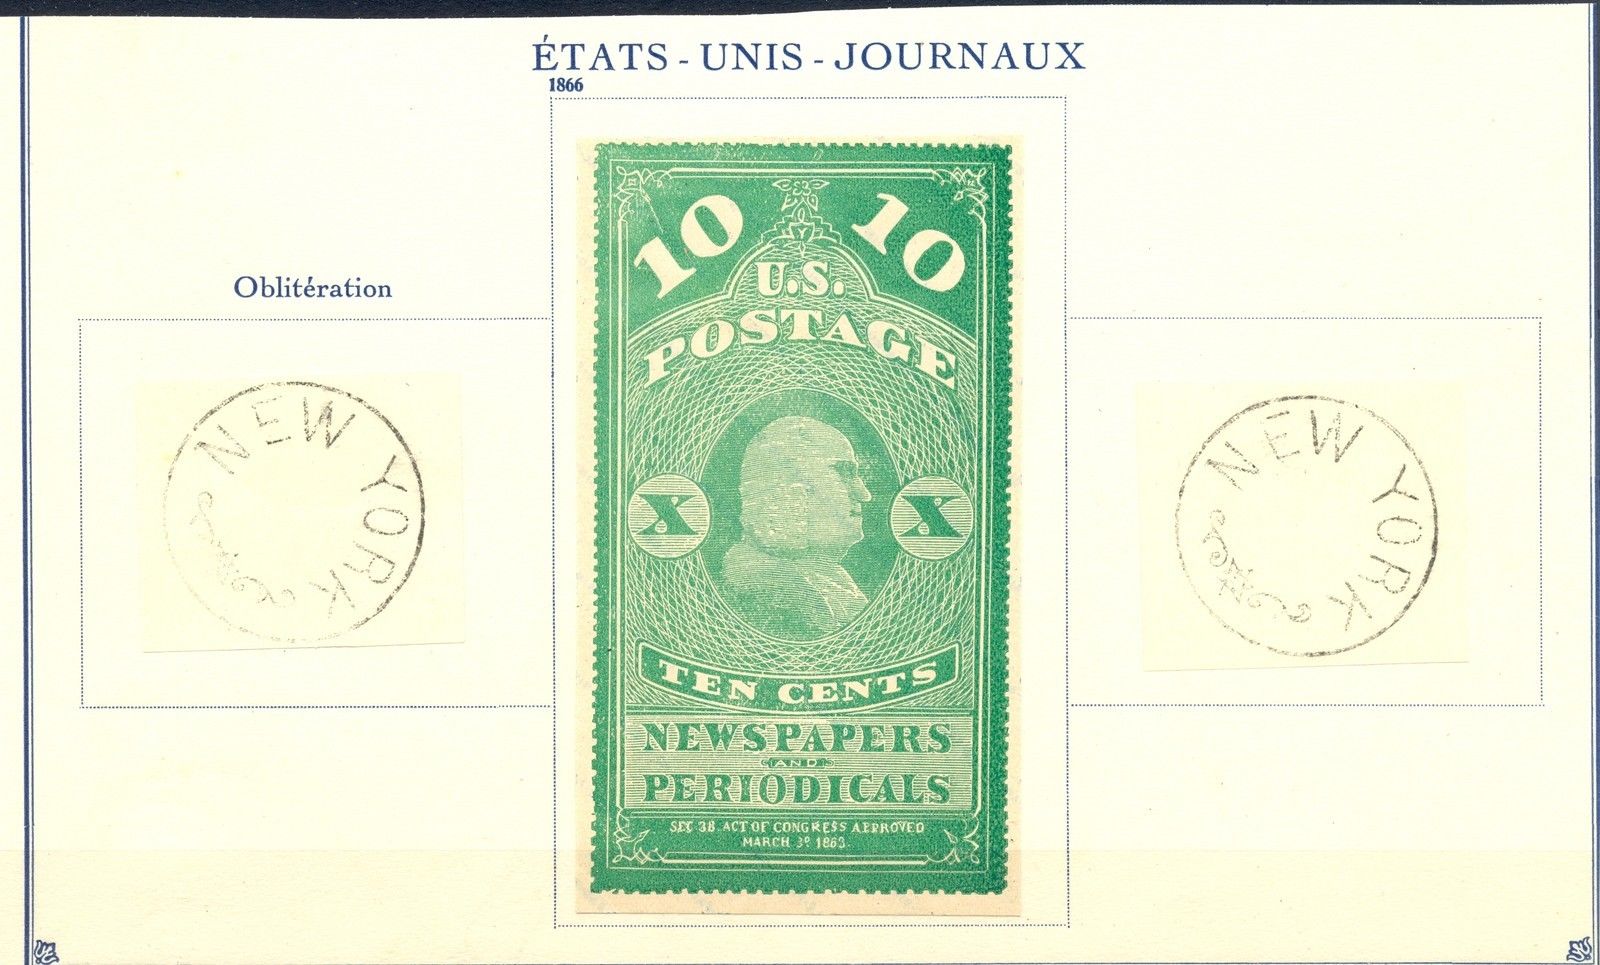 ÉTATS - UNIS - JOURNAUX
1866
10 10
U.S.
POSTAGE
Oblitération
NEW YORK
X X
NEW YORK
TEN CENTS
NEWSPAPERS
AND
PERIODICALS
SEC 38 ACT OF CONGRESS APPROVED
MARCH 3D 1863